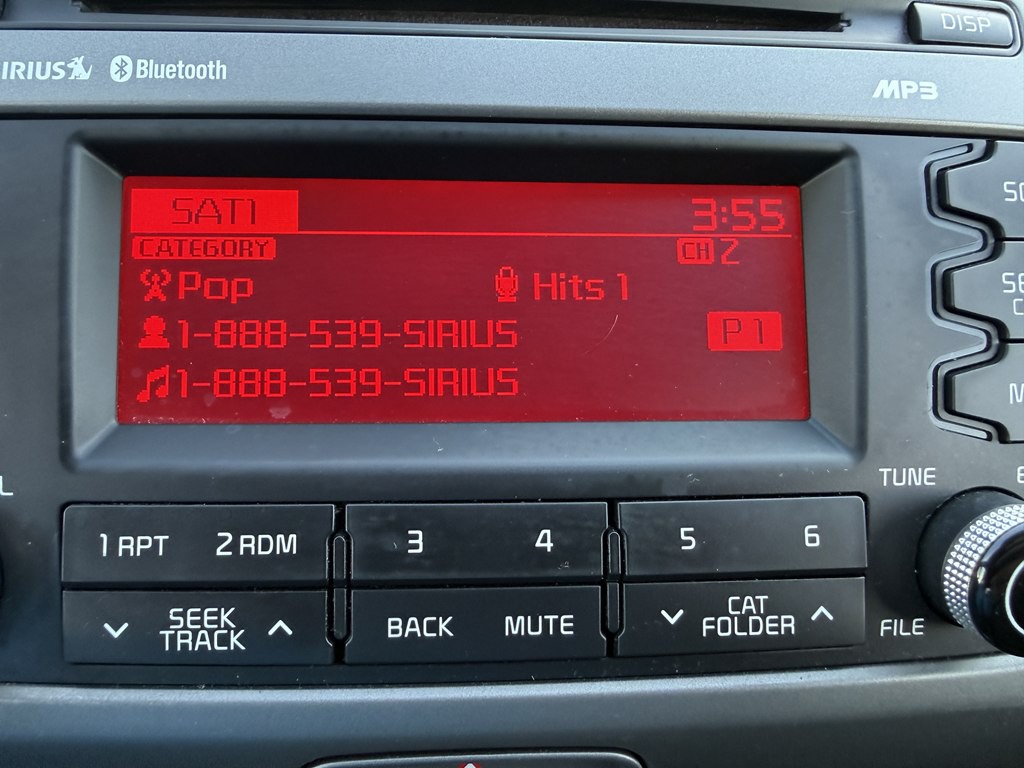 DISP
IRIUS Bluetooth
MP3
SAT1 3:55
CATEGORY CH 2
Pop Hits 1
1-888-539-SIRIUS P1
1-888-539-SIRIUS
TUNE
1 RPT 2 RDM 3 4 5 6
SEEK TRACK BACK MUTE CAT FOLDER
FILE